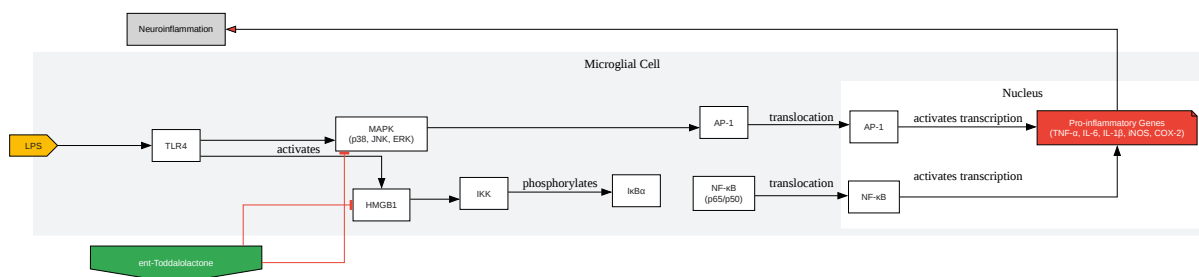 Neuroinflammation
Microglial Cell
Nucleus
LPS
TLR4
activates
MAPK
(p38, JNK, ERK)
HMGB1
IKK
phosphorylates
IκBα
AP-1
translocation
NF-κB
(p65/p50)
translocation
AP-1
activates transcription
NF-κB
activates transcription
Pro-inflammatory Genes
(TNF-α, IL-6, IL-1β, iNOS, COX-2)
ent-Toddalolactone